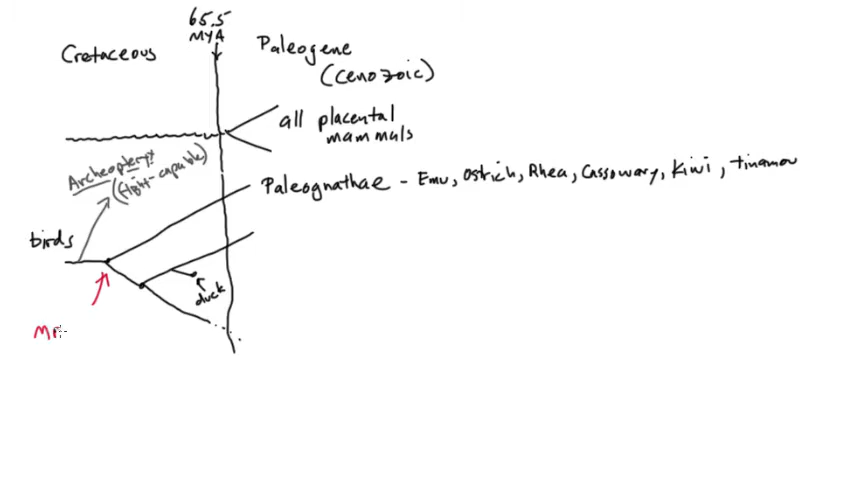 65.5
MYA
Cretaceous
Paleogene
(Cenozoic)
all placental
mammals
Archeopteryx
(flight-capable)
Paleognathae - Emu, Ostrich, Rhea, Cassowary, Kiwi, tinamou
birds
duck
Mr